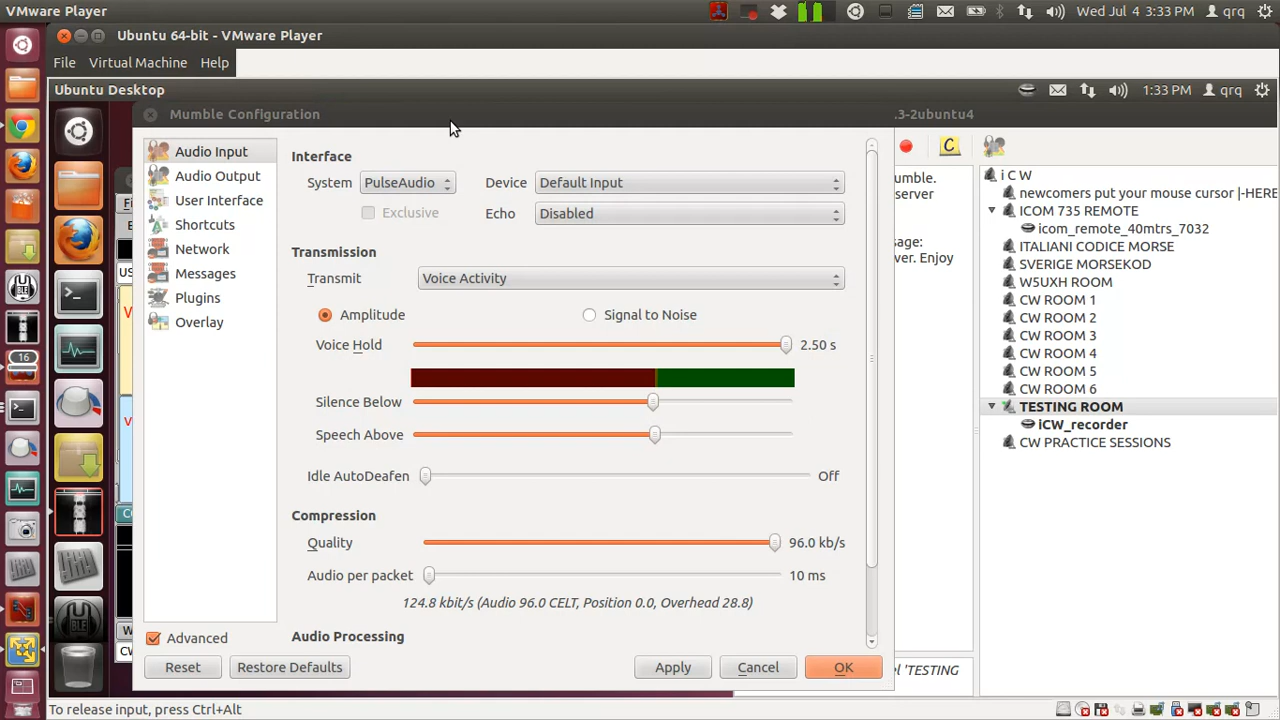 VMware Player
Wed Jul 4 3:33 PM
qrq
Ubuntu 64-bit - VMware Player
File Virtual Machine Help
Ubuntu Desktop
1:33 PM
qrq
Mumble Configuration
.3-2ubuntu4
Audio Input
Audio Output
User Interface
Shortcuts
Network
Messages
Plugins
Overlay
Interface
System PulseAudio Device Default Input
Exclusive Echo Disabled
Transmission
Transmit Voice Activity
Amplitude Signal to Noise
Voice Hold 2.50 s
Silence Below
Speech Above
Idle AutoDeafen Off
Compression
Quality 96.0 kb/s
Audio per packet 10 ms
124.8 kbit/s (Audio 96.0 CELT, Position 0.0, Overhead 28.8)
Audio Processing
Advanced
Reset Restore Defaults Apply Cancel OK
umble.
server
sage:
ver. Enjoy
el 'TESTING
C
i C W
newcomers put your mouse cursor |-HERE
ICOM 735 REMOTE
icom_remote_40mtrs_7032
ITALIANI CODICE MORSE
SVERIGE MORSEKOD
W5UXH ROOM
CW ROOM 1
CW ROOM 2
CW ROOM 3
CW ROOM 4
CW ROOM 5
CW ROOM 6
TESTING ROOM
iCW_recorder
CW PRACTICE SESSIONS
16
To release input, press Ctrl+Alt